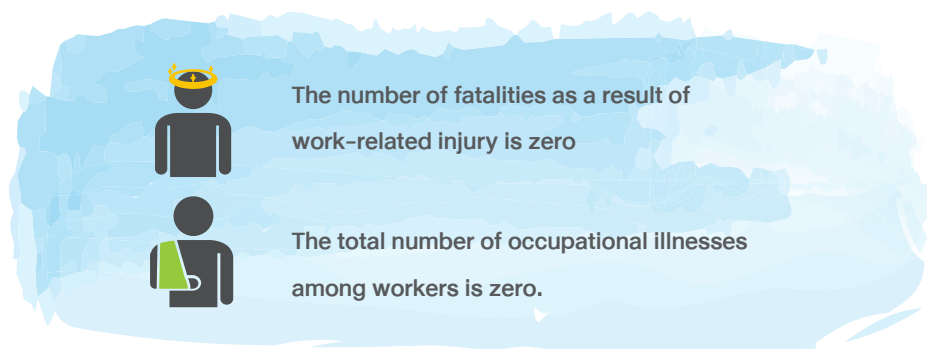 The number of fatalities as a result of
work-related injury is zero
The total number of occupational illnesses
among workers is zero.